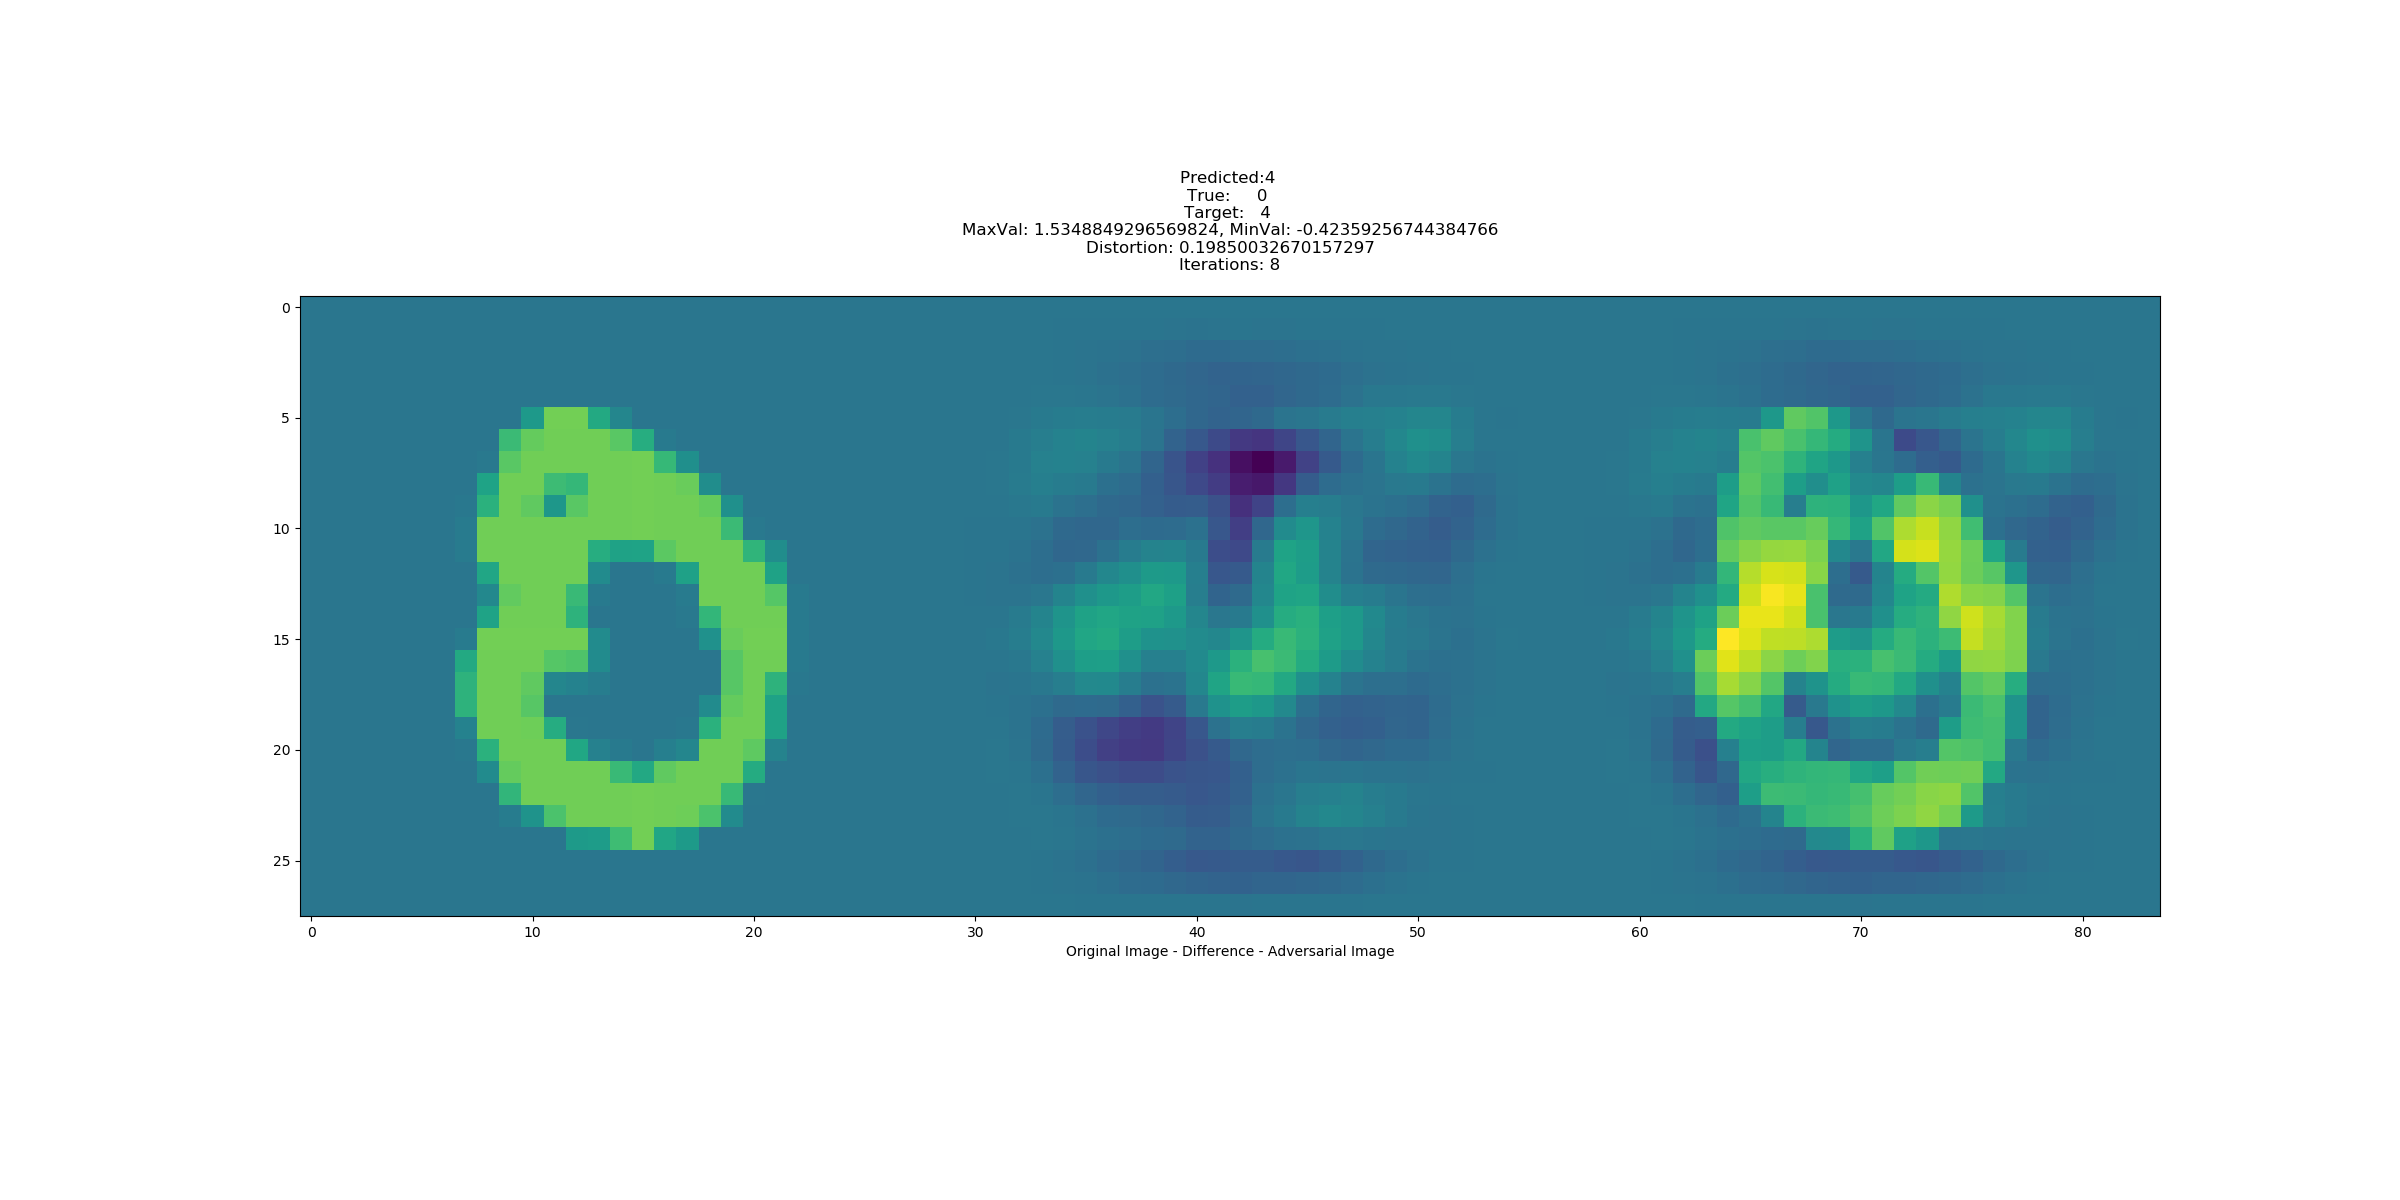 Predicted:4
True: 0
Target: 4
MaxVal: 1.5348849296569824, MinVal: -0.42359256744384766
Distortion: 0.19850032670157297
Iterations: 8
0
5
10
15
20
25
0 10 20 30 40 50 60 70 80
Original Image - Difference - Adversarial Image